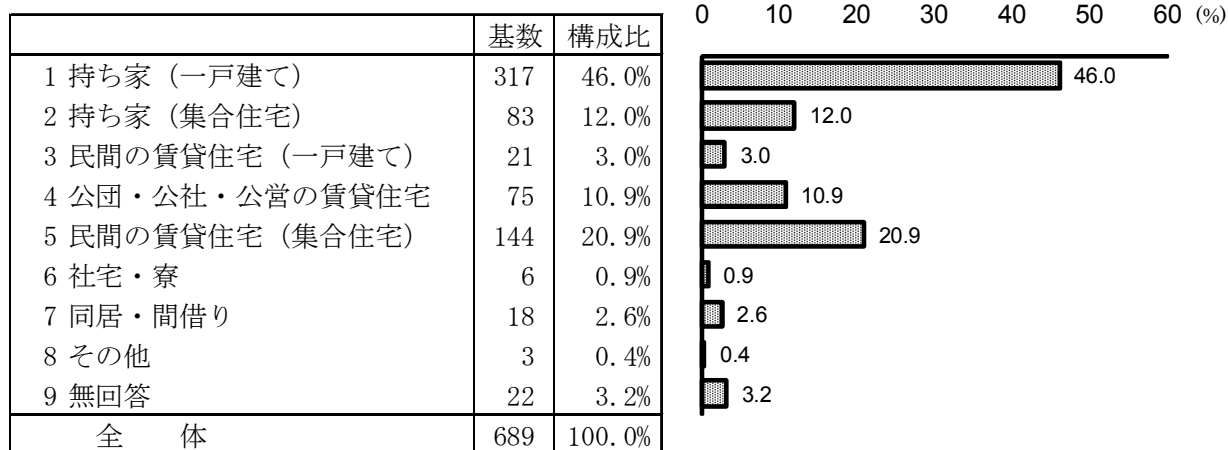 0 10 20 30 40 50 60 (%)
基数 構成比
1 持ち家（一戸建て） 317 46.0% 46.0
2 持ち家（集合住宅） 83 12.0% 12.0
3 民間の賃貸住宅（一戸建て） 21 3.0% 3.0
4 公団・公社・公営の賃貸住宅 75 10.9% 10.9
5 民間の賃貸住宅（集合住宅） 144 20.9% 20.9
6 社宅・寮 6 0.9% 0.9
7 同居・間借り 18 2.6% 2.6
8 その他 3 0.4% 0.4
9 無回答 22 3.2% 3.2
全　体 689 100.0%